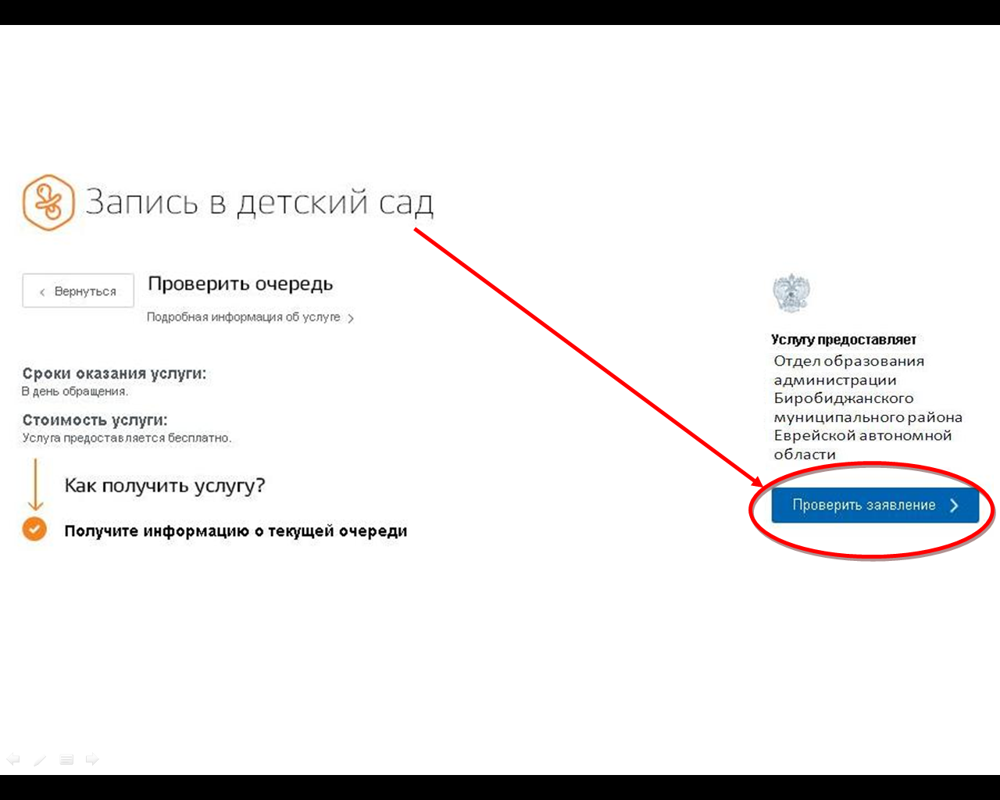 Запись в детский сад
Вернуться
Проверить очередь
Подробная информация об услуге
Сроки оказания услуги:
В день обращения.
Стоимость услуги:
Услуга предоставляется бесплатно.
Как получить услугу?
Получите информацию о текущей очереди
Услугу предоставляет
Отдел образования
администрации
Биробиджанского
муниципального района
Еврейской автономной
области
Проверить заявление